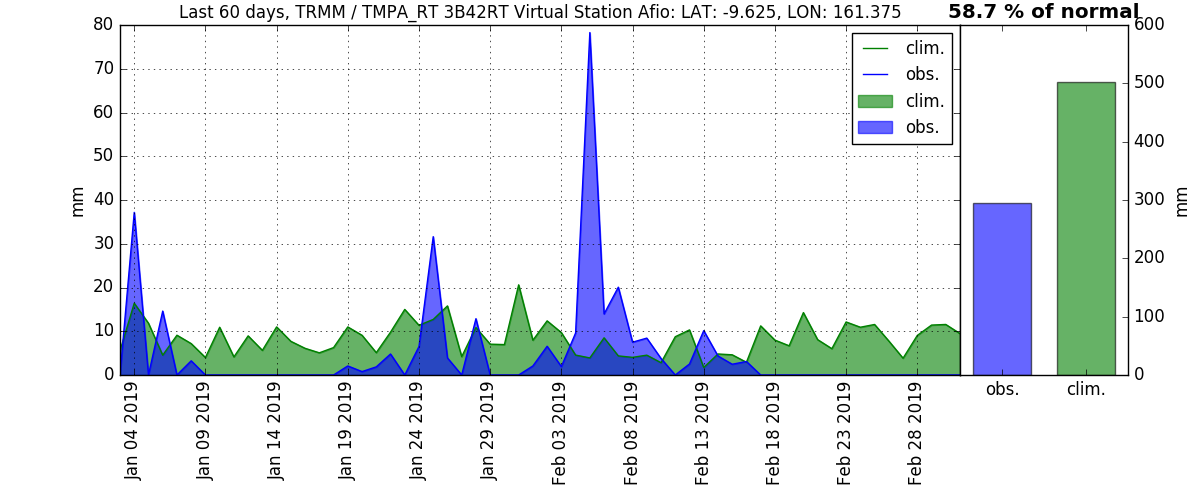 Last 60 days, TRMM / TMPA_RT 3B42RT Virtual Station Afio: LAT: -9.625, LON: 161.375
58.7 % of normal
80
70
60
50
40
30
20
10
0
mm
clim.
obs.
clim.
obs.
Jan 04 2019
Jan 09 2019
Jan 14 2019
Jan 19 2019
Jan 24 2019
Jan 29 2019
Feb 03 2019
Feb 08 2019
Feb 13 2019
Feb 18 2019
Feb 23 2019
Feb 28 2019
600
500
400
300
200
100
0
mm
obs.
clim.